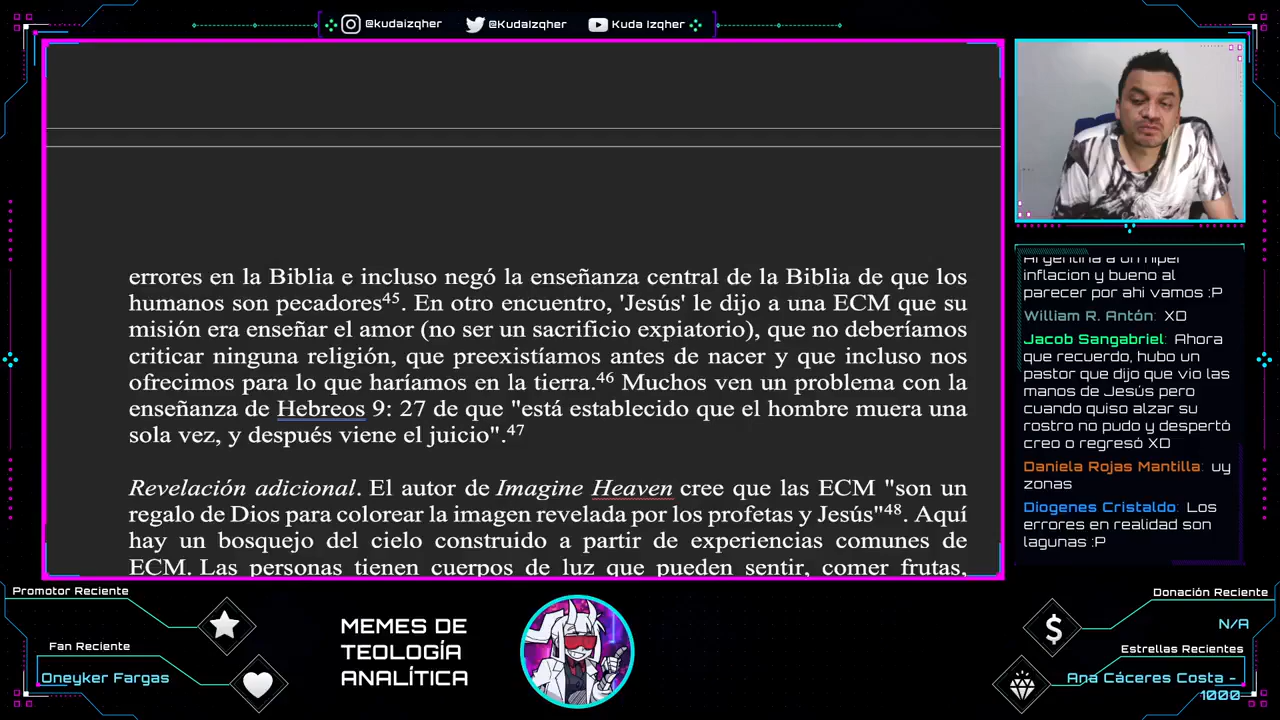 @kudaizqher
@KudaIzqher
Kuda Izqher
errores en la Biblia e incluso negó la enseñanza central de la Biblia de que los
humanos son pecadores45. En otro encuentro, 'Jesús' le dijo a una ECM que su
misión era enseñar el amor (no ser un sacrificio expiatorio), que no deberíamos
criticar ninguna religión, que preexistíamos antes de nacer y que incluso nos
ofrecimos para lo que haríamos en la tierra.46 Muchos ven un problema con la
enseñanza de Hebreos 9: 27 de que "está establecido que el hombre muera una
sola vez, y después viene el juicio".47
Revelación adicional. El autor de Imagine Heaven cree que las ECM "son un
regalo de Dios para colorear la imagen revelada por los profetas y Jesús"48. Aquí
hay un bosquejo del cielo construido a partir de experiencias comunes de
ECM. Las personas tienen cuerpos de luz que pueden sentir, comer frutas,
Argentina a un hiper
inflacion y bueno al
parecer por ahi vamos :P
William R. Antón: XD
Jacob Sangabriel: Ahora
que recuerdo, hubo un
pastor que dijo que vio las
manos de Jesús pero
cuando quiso alzar su
rostro no pudo y despertó
creo o regresó XD
Daniela Rojas Mantilla: uy
zonas
Diogenes Cristaldo: Los
errores en realidad son
lagunas :P
Promotor Reciente
Fan Reciente
Oneyker Fargas
MEMES DE
TEOLOGÍA
ANALÍTICA
Donación Reciente
N/A
Estrellas Recientes
Ana Cáceres Costa -
1000